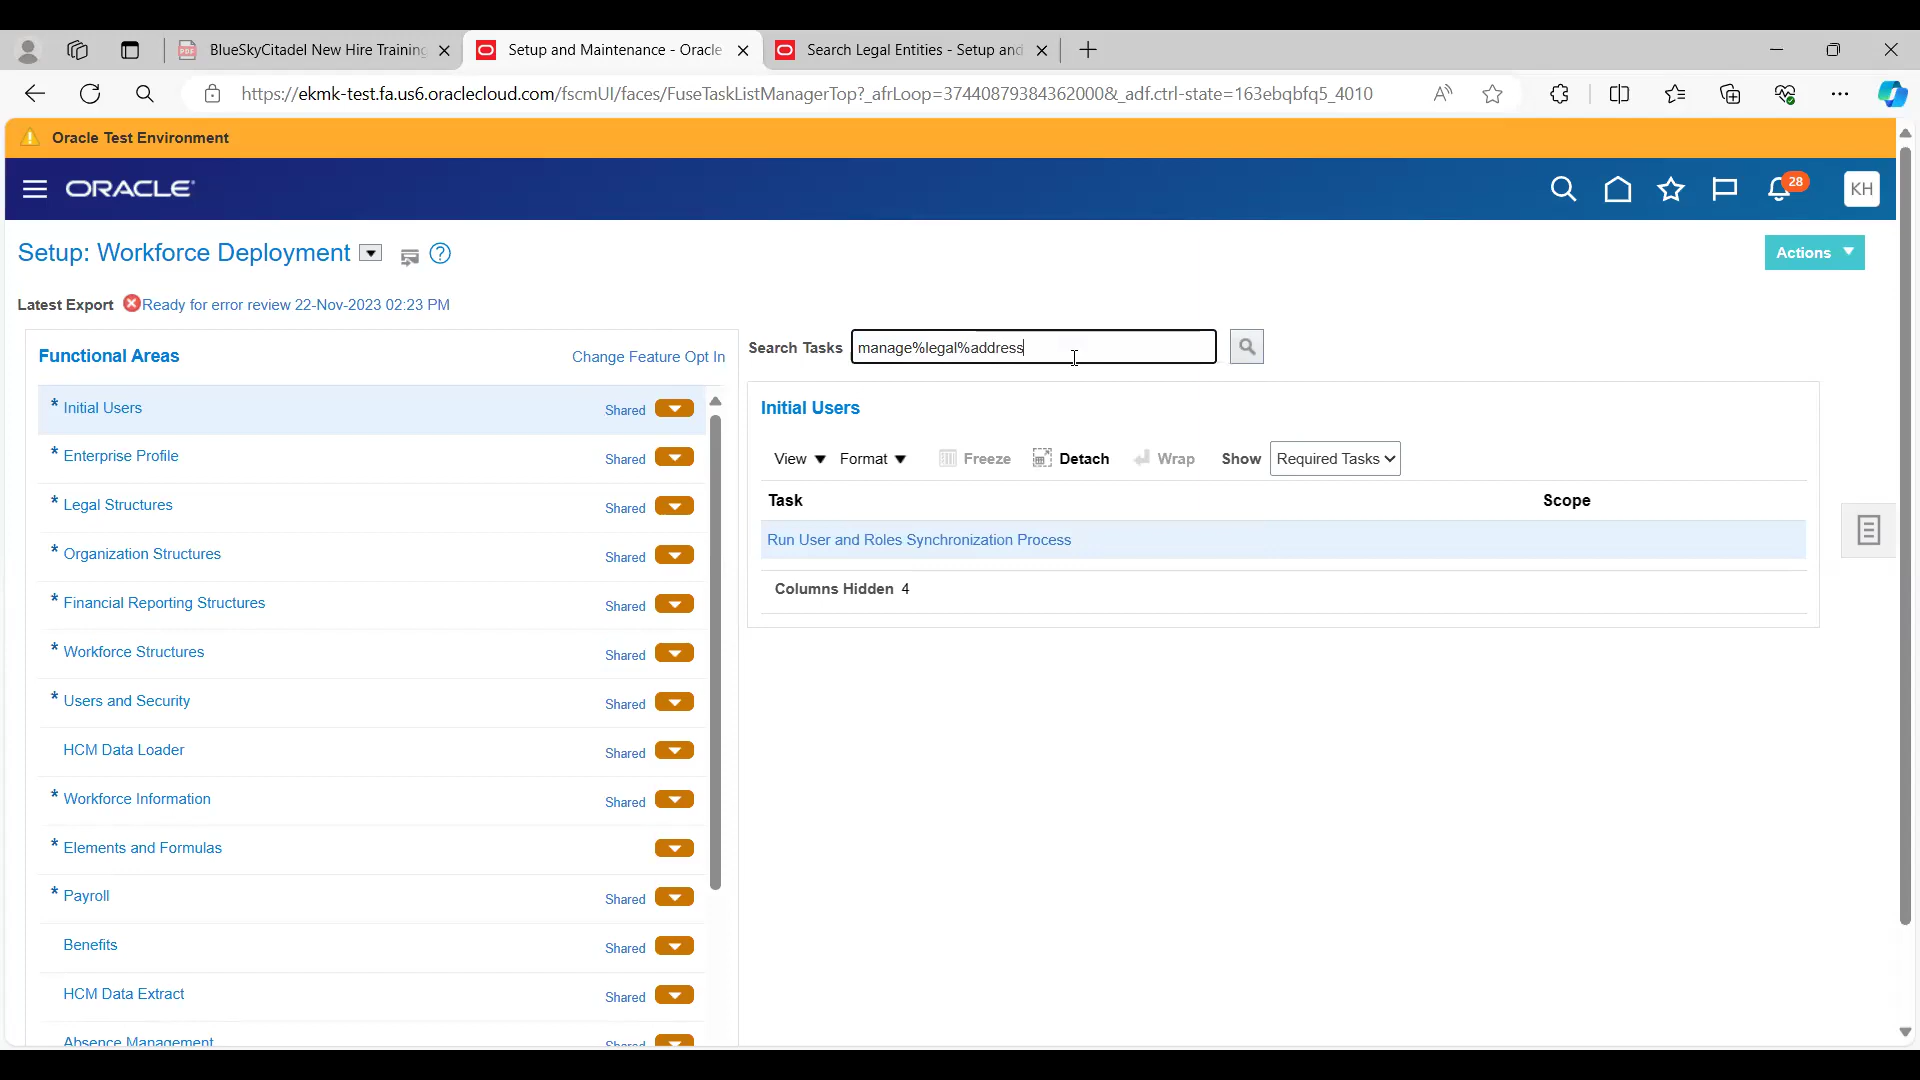 BlueSkyCitadel New Hire Training
Setup and Maintenance - Oracle
Search Legal Entities - Setup and
https://ekmk-test.fa.us6.oraclecloud.com/fscmUI/faces/FuseTaskListManagerTop?_afrLoop=37440879384362000&_adf.ctrl-state=163ebqbfq5_4010
Oracle Test Environment
ORACLE
28
KH
Setup: Workforce Deployment
Actions
Latest Export Ready for error review 22-Nov-2023 02:23 PM
Functional Areas
Change Feature Opt In
* Initial Users Shared
* Enterprise Profile Shared
* Legal Structures Shared
* Organization Structures Shared
* Financial Reporting Structures Shared
* Workforce Structures Shared
* Users and Security Shared
HCM Data Loader Shared
* Workforce Information Shared
* Elements and Formulas
* Payroll Shared
Benefits Shared
HCM Data Extract Shared
Absence Management Shared
Search Tasks manage%legal%address
Initial Users
View Format Freeze Detach Wrap Show Required Tasks
Task Scope
Run User and Roles Synchronization Process
Columns Hidden 4